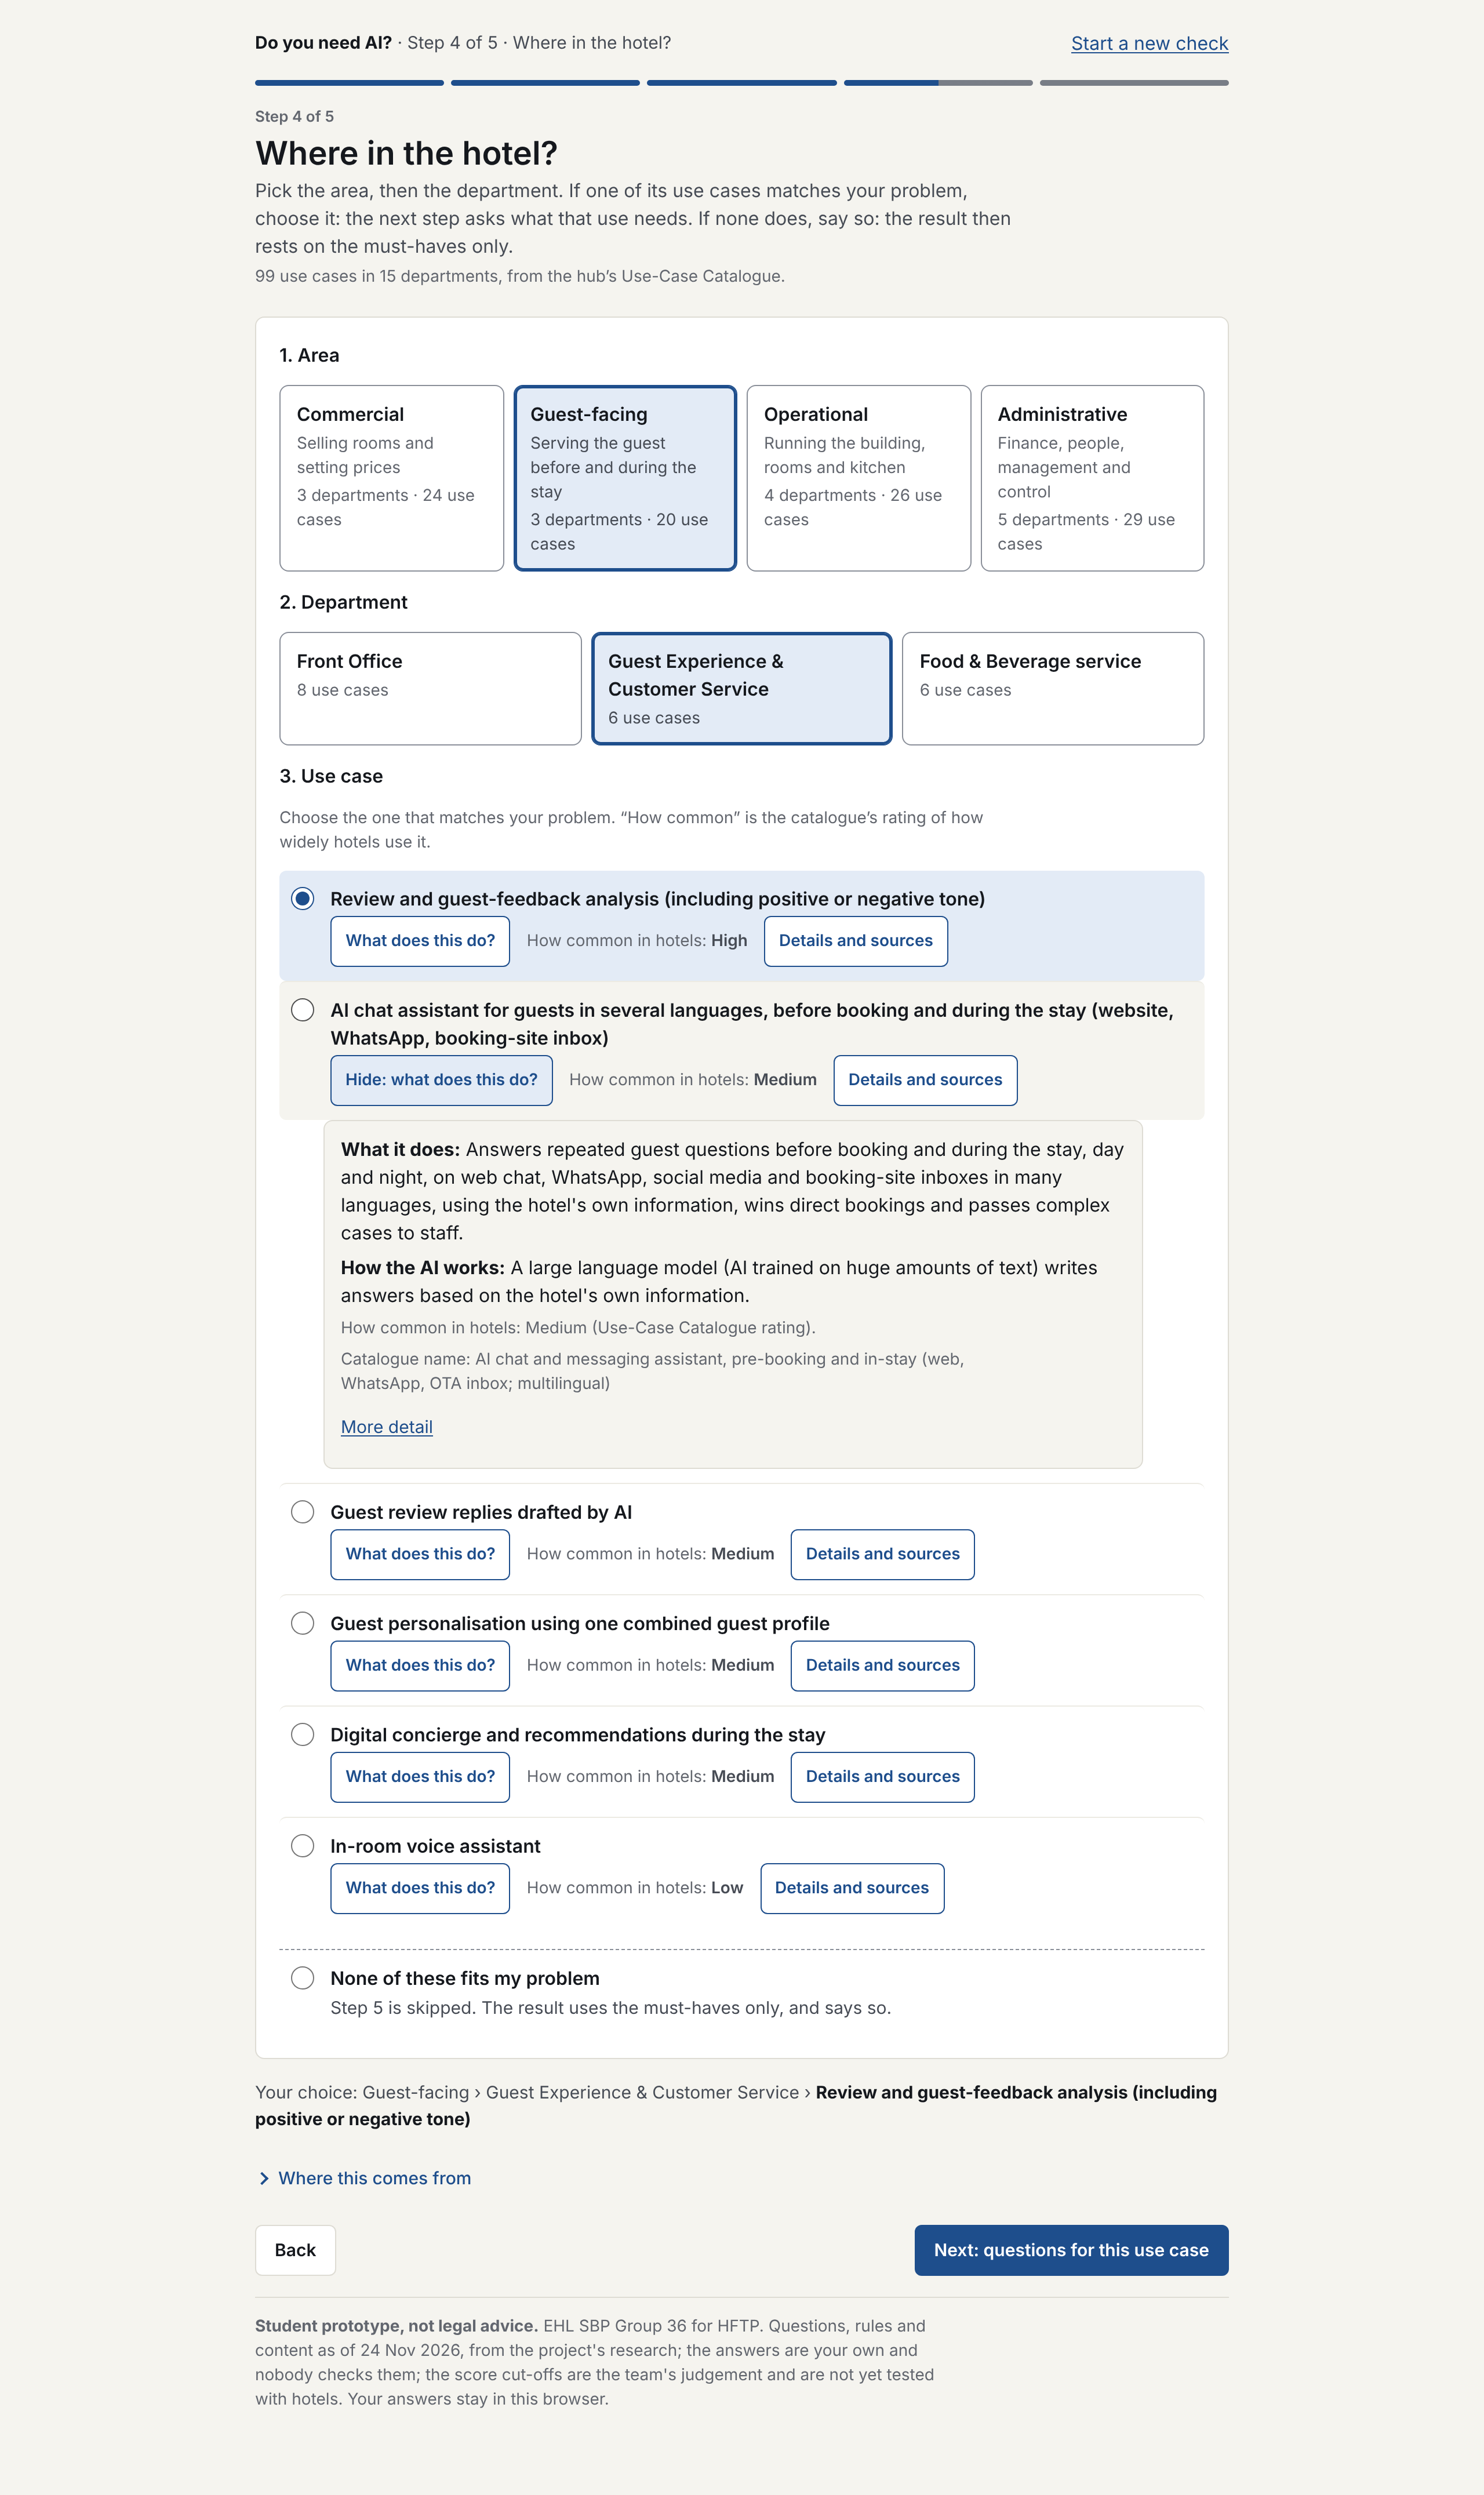 Do you need AI? · Step 4 of 5 · Where in the hotel?
Start a new check
Step 4 of 5
Where in the hotel?
Pick the area, then the department. If one of its use cases matches your problem,
choose it: the next step asks what that use needs. If none does, say so: the result then
rests on the must-haves only.
99 use cases in 15 departments, from the hub’s Use-Case Catalogue.
1. Area
Commercial
Selling rooms and
setting prices
3 departments · 24 use
cases
Guest-facing
Serving the guest
before and during the
stay
3 departments · 20 use
cases
Operational
Running the building,
rooms and kitchen
4 departments · 26 use
cases
Administrative
Finance, people,
management and
control
5 departments · 29 use
cases
2. Department
Front Office
8 use cases
Guest Experience &
Customer Service
6 use cases
Food & Beverage service
6 use cases
3. Use case
Choose the one that matches your problem. “How common” is the catalogue’s rating of how
widely hotels use it.
Review and guest-feedback analysis (including positive or negative tone)
What does this do? How common in hotels: High Details and sources
AI chat assistant for guests in several languages, before booking and during the stay (website,
WhatsApp, booking-site inbox)
Hide: what does this do? How common in hotels: Medium Details and sources
What it does: Answers repeated guest questions before booking and during the stay, day
and night, on web chat, WhatsApp, social media and booking-site inboxes in many
languages, using the hotel's own information, wins direct bookings and passes complex
cases to staff.
How the AI works: A large language model (AI trained on huge amounts of text) writes
answers based on the hotel's own information.
How common in hotels: Medium (Use-Case Catalogue rating).
Catalogue name: AI chat and messaging assistant, pre-booking and in-stay (web,
WhatsApp, OTA inbox; multilingual)
More detail
Guest review replies drafted by AI
What does this do? How common in hotels: Medium Details and sources
Guest personalisation using one combined guest profile
What does this do? How common in hotels: Medium Details and sources
Digital concierge and recommendations during the stay
What does this do? How common in hotels: Medium Details and sources
In-room voice assistant
What does this do? How common in hotels: Low Details and sources
None of these fits my problem
Step 5 is skipped. The result uses the must-haves only, and says so.
Your choice: Guest-facing › Guest Experience & Customer Service › Review and guest-feedback analysis (including
positive or negative tone)
Where this comes from
Back
Next: questions for this use case
Student prototype, not legal advice. EHL SBP Group 36 for HFTP. Questions, rules and
content as of 24 Nov 2026, from the project's research; the answers are your own and
nobody checks them; the score cut-offs are the team's judgement and are not yet tested
with hotels. Your answers stay in this browser.